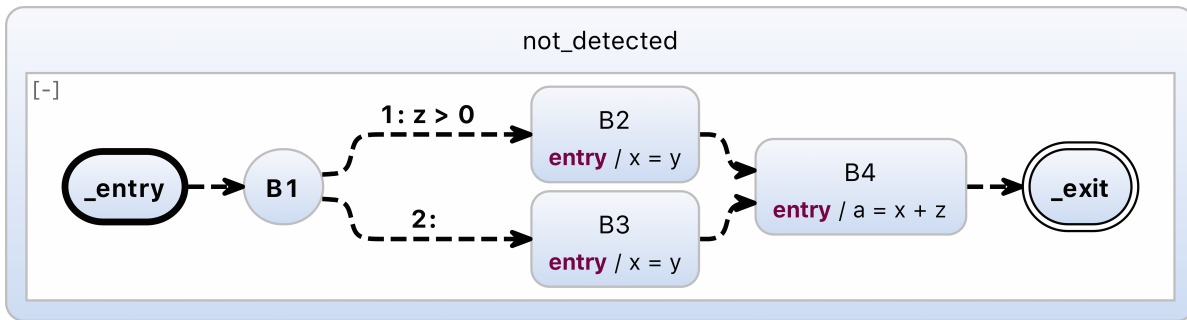 not_detected
[-]
_entry
B1
1: z > 0
2:
B2
entry / x = y
B3
entry / x = y
B4
entry / a = x + z
_exit